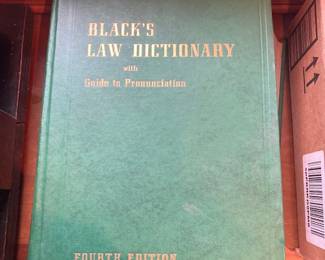 BLACK'S
LAW DICTIONARY
with
Guide to Pronunciation
FOURTH EDITION